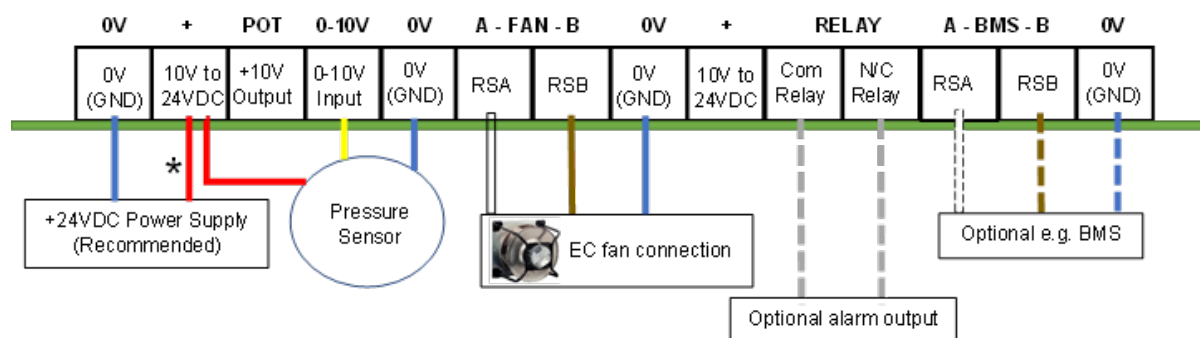 0V + POT 0-10V 0V A - FAN - B 0V + RELAY A - BMS - B 0V
0V (GND)
10V to 24VDC
+10V Output
0-10V Input
0V (GND)
RSA
RSB
0V (GND)
10V to 24VDC
Com Relay
N/C Relay
RSA
RSB
0V (GND)
*
+24VDC Power Supply
(Recommended)
Pressure
Sensor
EC fan connection
Optional e.g. BMS
Optional alarm output